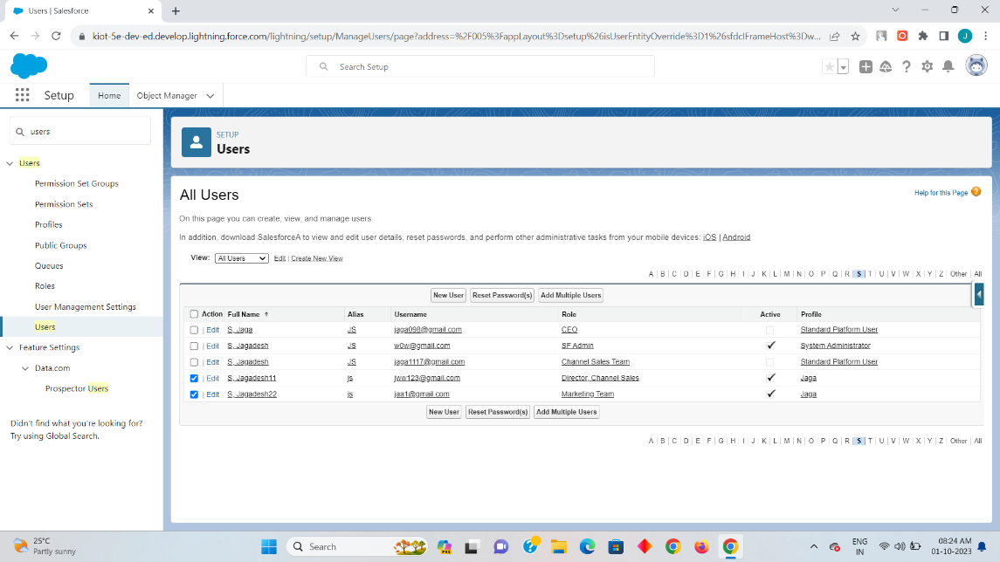 Users | Salesforce
kiot-5e-dev-ed.develop.lightning.force.com/lightning/setup/ManageUsers/page?address=%2F005%3FappLayout%3Dsetup%26isUserEntityOverride%3D1%26sfdcIFrameHost%3Dw...
J
Search Setup
Setup
Home
Object Manager
users
Users
Permission Set Groups
Permission Sets
Profiles
Public Groups
Queues
Roles
User Management Settings
Users
Feature Settings
Data.com
Prospector Users
Didn't find what you're looking for?
Try using Global Search.
SETUP
Users
All Users
Help for this Page ?
On this page you can create, view, and manage users.
In addition, download SalesforceA to view and edit user details, reset passwords, and perform other administrative tasks from your mobile devices: iOS | Android
View: All Users Edit | Create New View
A | B | C | D | E | F | G | H | I | J | K | L | M | N | O | P | Q | R | S | T | U | V | W | X | Y | Z | Other | All
New User Reset Password(s) Add Multiple Users
Action Full Name ↑ Alias Username Role Active Profile
| Edit S, Jaga JS jaga098@gmail.com CEO Standard Platform User
| Edit S, Jagadesh JS w0w@gmail.com SF Admin ✓ System Administrator
| Edit S, Jagadesh JS jaga1117@gmail.com Channel Sales Team Standard Platform User
| Edit S, Jagadesh11 js jww123@gmail.com Director, Channel Sales ✓ Jaga
| Edit S, Jagadesh22 js jaa1@gmail.com Marketing Team ✓ Jaga
New User Reset Password(s) Add Multiple Users
A | B | C | D | E | F | G | H | I | J | K | L | M | N | O | P | Q | R | S | T | U | V | W | X | Y | Z | Other | All
25°C
Partly sunny
Search
PRE
ENG
IN
08:24 AM
01-10-2023